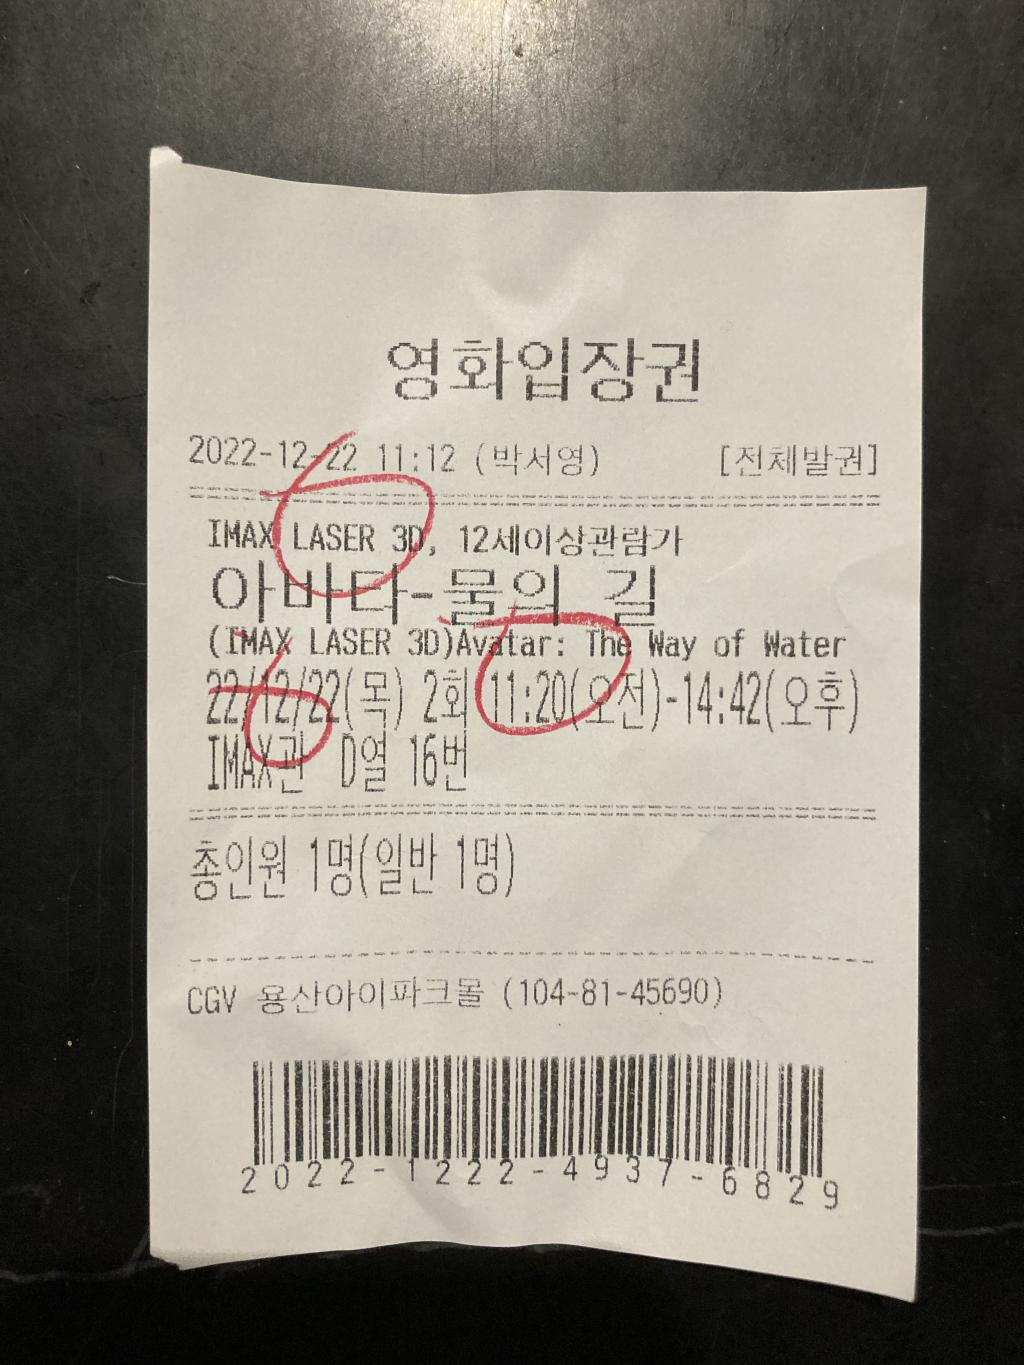 영화입장권
2022-12-22 11:12 (박서영) [전체발권]
IMAX LASER 3D, 12세이상관람가
아바타-물의 길
(IMAX LASER 3D)Avatar: The Way of Water
22/12/22(목) 2회 11:20(오전)-14:42(오후)
IMAX관 D열 16번
총인원 1명(일반 1명)
CGV 용산아이파크몰 (104-81-45690)
2022-1222-4937-6829